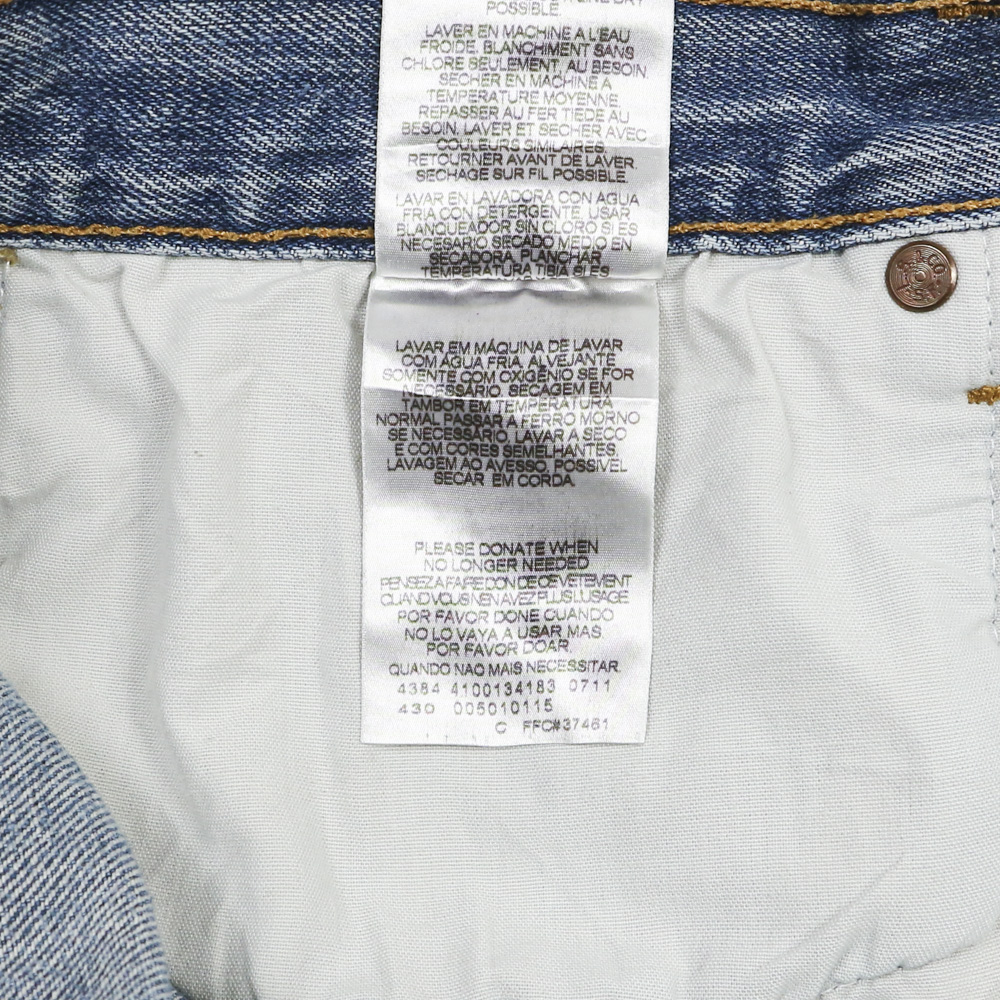 POSSIBLE.
LAVER EN MACHINE A L'EAU
FROIDE. BLANCHIMENT SANS
CHLORE SEULEMENT, AU BESOIN.
SECHER EN MACHINE A
TEMPERATURE MOYENNE.
REPASSER AU FER TIEDE AU
BESOIN. LAVER ET SECHER AVEC
COULEURS SIMILAIRES.
RETOURNER AVANT DE LAVER.
SECHAGE SUR FIL POSSIBLE.
LAVAR EN LAVADORA CON AGUA
FRIA CON DETERGENTE. USAR
BLANQUEADOR SIN CLORO SI ES
NECESARIO SECADO MEDIO EN
SECADORA, PLANCHAR
TEMPERATURA TIBIA SI ES
LAVAR EM MÁQUINA DE LAVAR
COM AGUA FRIA, ALVEJANTE
SOMENTE COM OXIGÊNIO SE FOR
NECESSÁRIO. SECAGEM EM
TAMBOR EM TEMPERATURA
NORMAL PASSAR A FERRO MORNO
SE NECESSÁRIO, LAVAR A SECO
E COM CORES SEMELHANTES,
LAVAGEM AO AVESSO, POSSIVEL
SECAR EM CORDA.
PLEASE DONATE WHEN
NO LONGER NEEDED
PENSEZ A FAIRE DON DE CE VETEMENT
QUAND VOUS N'EN AVEZ PLUS L'USAGE
POR FAVOR DONE CUANDO
NO LO VAYA A USAR MAS
POR FAVOR DOAR,
QUANDO NAO MAIS NECESSITAR.
4384 4100134183 0711
430 005010115
C FFC#37461